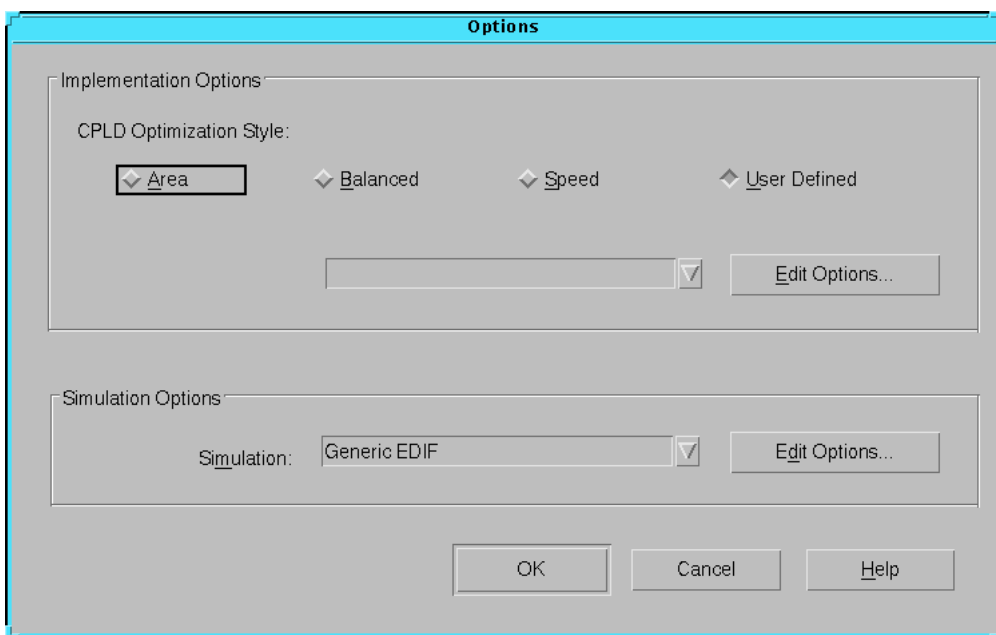 Options
Implementation Options
CPLD Optimization Style:
Area Balanced Speed User Defined
Edit Options...
Simulation Options
Simulation: Generic EDIF Edit Options...
OK Cancel Help